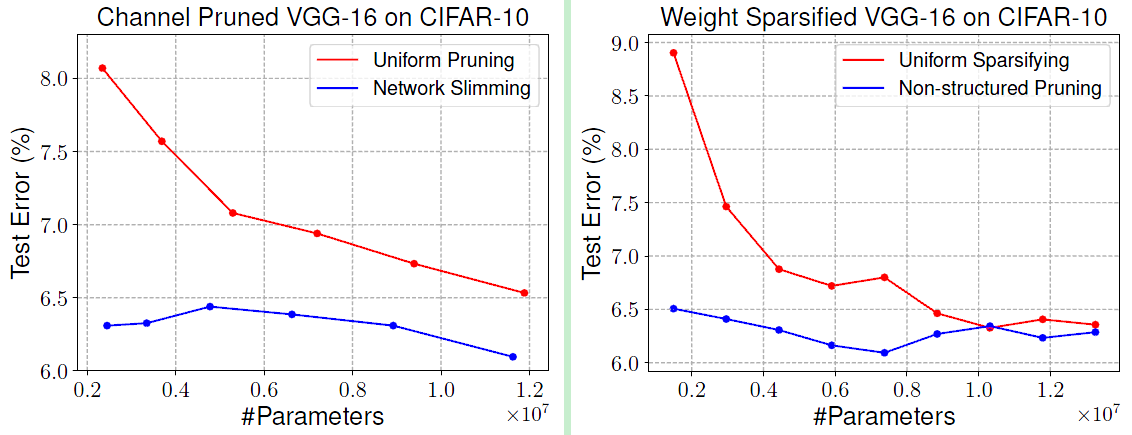 Channel Pruned VGG-16 on CIFAR-10
Uniform Pruning
Network Slimming
Test Error (%)
8.0
7.5
7.0
6.5
6.0
0.2
0.4
0.6
0.8
1.0
1.2
#Parameters
×10⁷
Weight Sparsified VGG-16 on CIFAR-10
Uniform Sparsifying
Non-structured Pruning
Test Error (%)
9.0
8.5
8.0
7.5
7.0
6.5
6.0
0.2
0.4
0.6
0.8
1.0
1.2
#Parameters
×10⁷